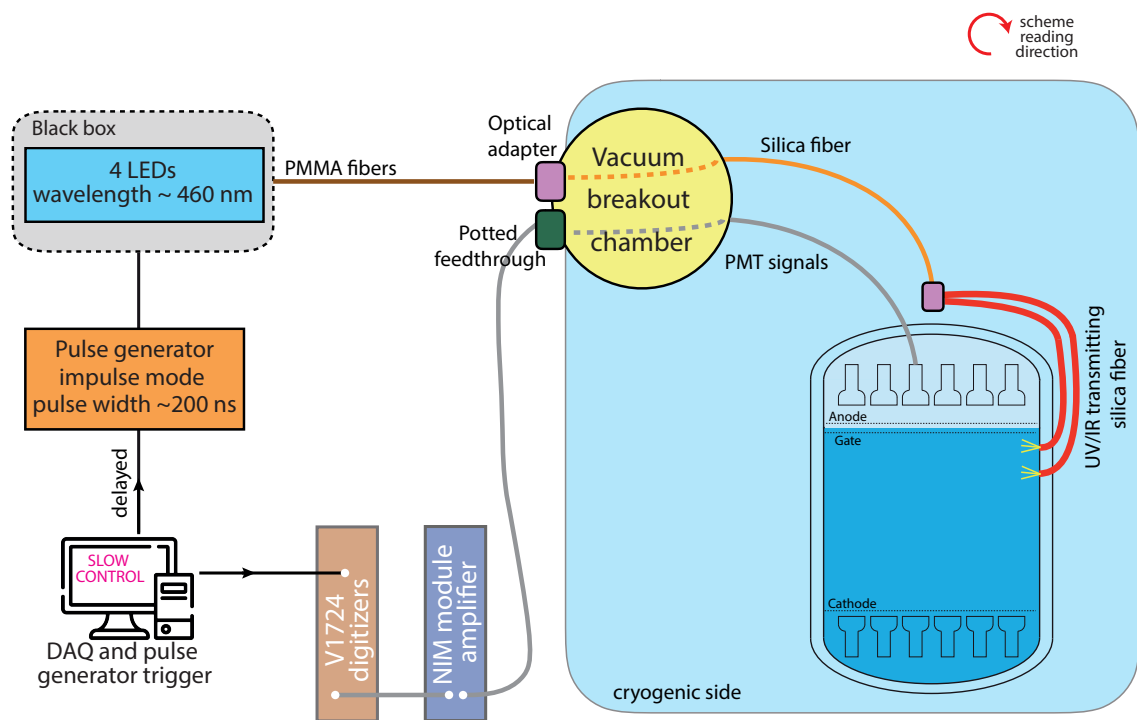 scheme
reading
direction
Black box
4 LEDs
wavelength ~ 460 nm
PMMA fibers
Optical
adapter
Vacuum
breakout
chamber
Silica fiber
Potted
feedthrough
PMT signals
UV/IR transmitting
silica fiber
Anode
Gate
Cathode
cryogenic side
Pulse generator
impulse mode
pulse width ~200 ns
delayed
SLOW
CONTROL
DAQ and pulse
generator trigger
V1724
digitizers
NIM module
amplifier